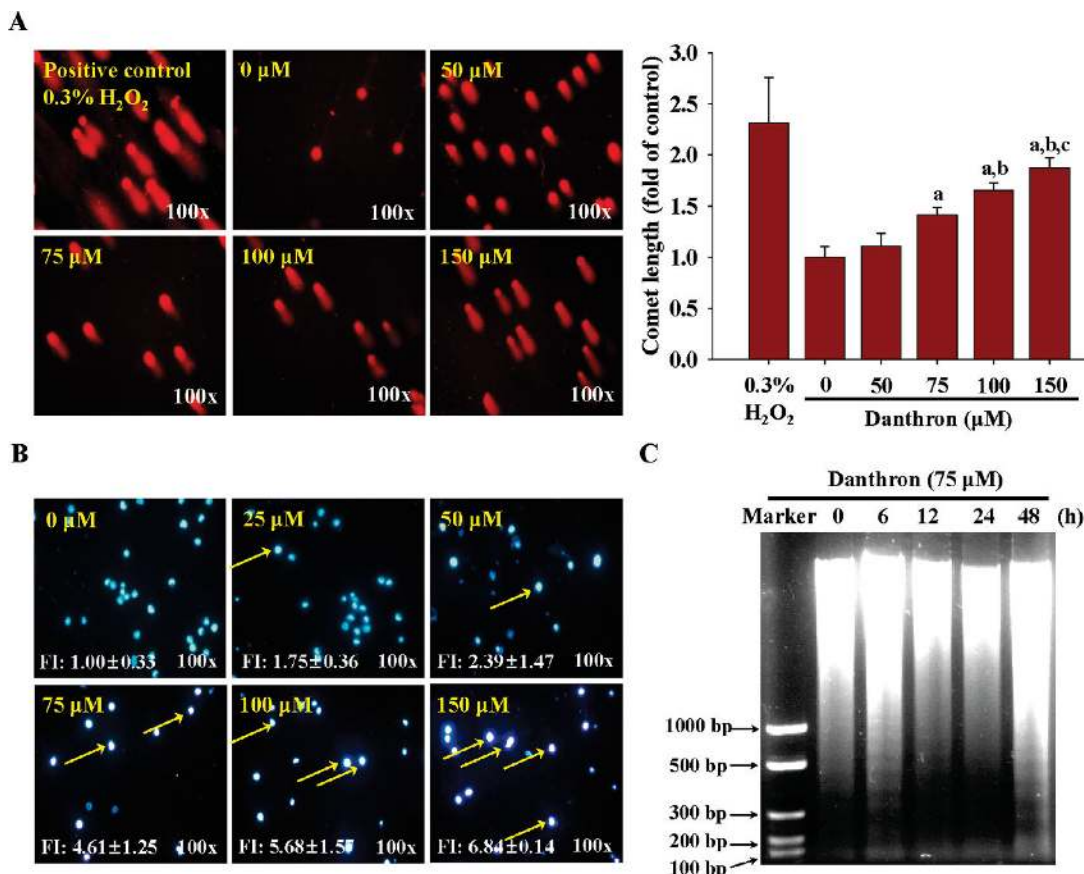 A
Positive control
0.3% H₂O₂
100x
0 µM
50 µM
100x
75 µM
100x
100 µM
100x
150 µM
100x
Comet length (fold of control)
3.0
2.5
2.0
1.5
1.0
0.5
0.0
a
a,b
a,b,c
0.3%
H₂O₂
0 50 75 100 150
Danthron (µM)
B
0 µM
FI: 1.00±0.33 100x
25 µM
FI: 1.75±0.36 100x
50 µM
FI: 2.39±1.47 100x
75 µM
FI: 4.61±1.25 100x
100 µM
FI: 5.68±1.57 100x
150 µM
FI: 6.84±0.14 100x
C
Danthron (75 µM)
Marker 0 6 12 24 48 (h)
1000 bp
500 bp
300 bp
200 bp
100 bp